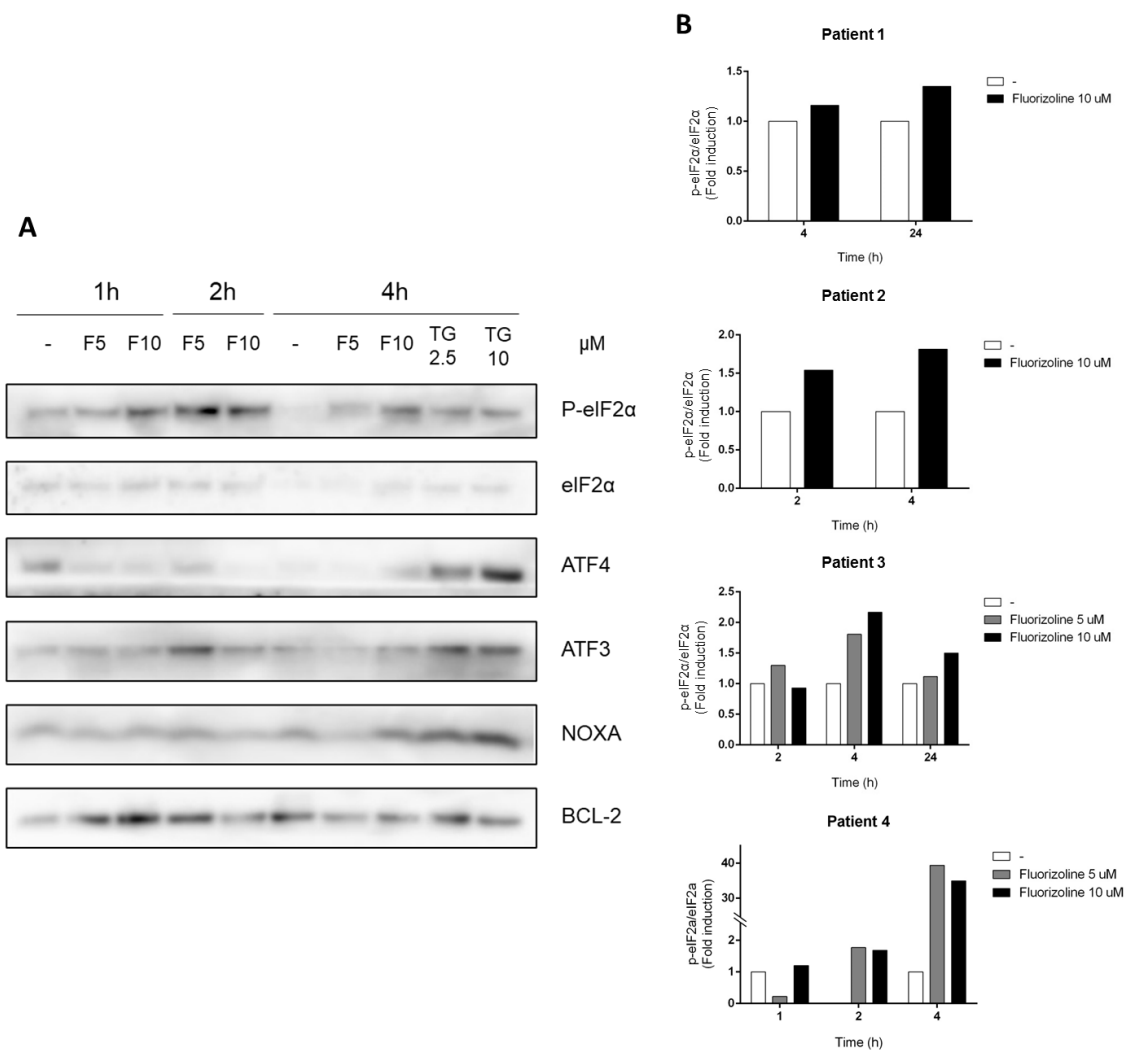 A
1h 2h 4h
- F5 F10 F5 F10 - F5 F10 TG 2.5 TG 10 µM
P-eIF2α
eIF2α
ATF4
ATF3
NOXA
BCL-2
B
Patient 1
p-eIF2α/eIF2α
(Fold induction)
1.5
1.0
0.5
0.0
4 24
Time (h)
-
Fluorizoline 10 uM
Patient 2
p-eIF2α/eIF2α
(Fold induction)
2.0
1.5
1.0
0.5
0.0
2 4
Time (h)
-
Fluorizoline 10 uM
Patient 3
p-eIF2α/eIF2α
(Fold induction)
2.5
2.0
1.5
1.0
0.5
0.0
2 4 24
Time (h)
-
Fluorizoline 5 uM
Fluorizoline 10 uM
Patient 4
p-eIF2a/eIF2a
(Fold induction)
40
30
2
1
0
1 2 4
Time (h)
-
Fluorizoline 5 uM
Fluorizoline 10 uM